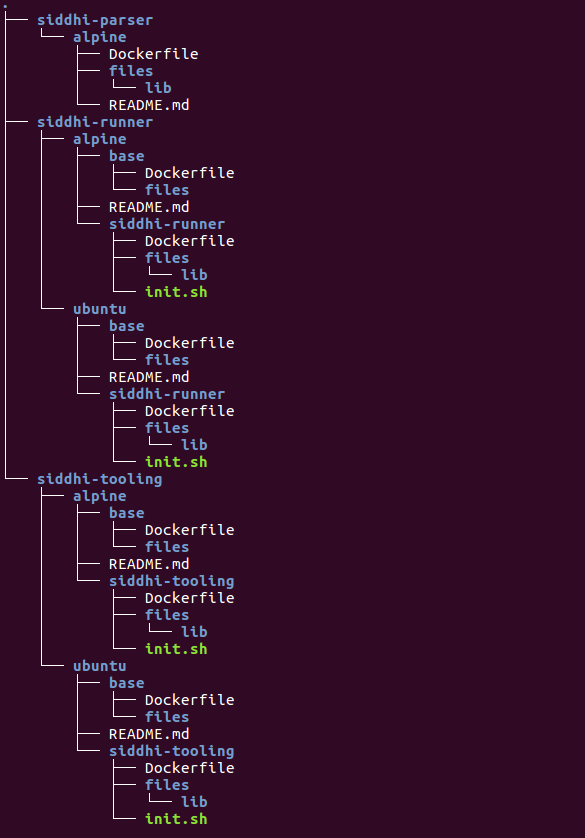 .
├── siddhi-parser
│   └── alpine
│       ├── Dockerfile
│       ├── files
│       │   └── lib
│       └── README.md
├── siddhi-runner
│   ├── alpine
│   │   ├── base
│   │   │   ├── Dockerfile
│   │   │   └── files
│   │   ├── README.md
│   │   └── siddhi-runner
│   │       ├── Dockerfile
│   │       ├── files
│   │       │   └── lib
│   │       └── init.sh
│   └── ubuntu
│       ├── base
│       │   ├── Dockerfile
│       │   └── files
│       ├── README.md
│       └── siddhi-runner
│           ├── Dockerfile
│           ├── files
│           │   └── lib
│           └── init.sh
└── siddhi-tooling
    ├── alpine
    │   ├── base
    │   │   ├── Dockerfile
    │   │   └── files
    │   ├── README.md
    │   └── siddhi-tooling
    │       ├── Dockerfile
    │       ├── files
    │       │   └── lib
    │       └── init.sh
    └── ubuntu
        ├── base
        │   ├── Dockerfile
        │   └── files
        ├── README.md
        └── siddhi-tooling
            ├── Dockerfile
            ├── files
            │   └── lib
            └── init.sh